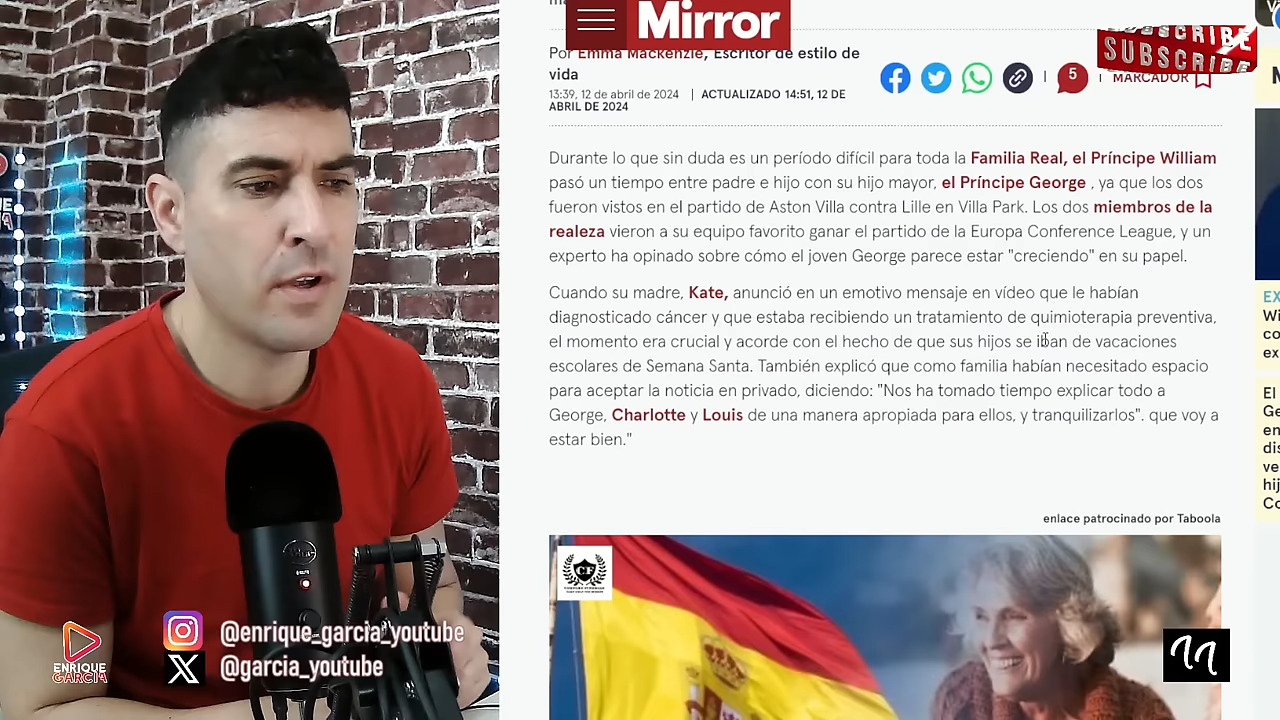 Mirror
SUBSCRIBE
SUBSCRIBE
Por Emma Mackenzie, Escritor de estilo de
vida
13:39, 12 de abril de 2024 | ACTUALIZADO 14:51, 12 DE
ABRIL DE 2024
5
MARCADOR
Durante lo que sin duda es un período difícil para toda la Familia Real, el Príncipe William
pasó un tiempo entre padre e hijo con su hijo mayor, el Príncipe George , ya que los dos
fueron vistos en el partido de Aston Villa contra Lille en Villa Park. Los dos miembros de la
realeza vieron a su equipo favorito ganar el partido de la Europa Conference League, y un
experto ha opinado sobre cómo el joven George parece estar "creciendo" en su papel.
Cuando su madre, Kate, anunció en un emotivo mensaje en vídeo que le habían
diagnosticado cáncer y que estaba recibiendo un tratamiento de quimioterapia preventiva,
el momento era crucial y acorde con el hecho de que sus hijos se iban de vacaciones
escolares de Semana Santa. También explicó que como familia habían necesitado espacio
para aceptar la noticia en privado, diciendo: "Nos ha tomado tiempo explicar todo a
George, Charlotte y Louis de una manera apropiada para ellos, y tranquilizarlos". que voy a
estar bien."
enlace patrocinado por Taboola
CF
@enrique_garcia_youtube
@garcia_youtube
ENRIQUE
GARCIA
El